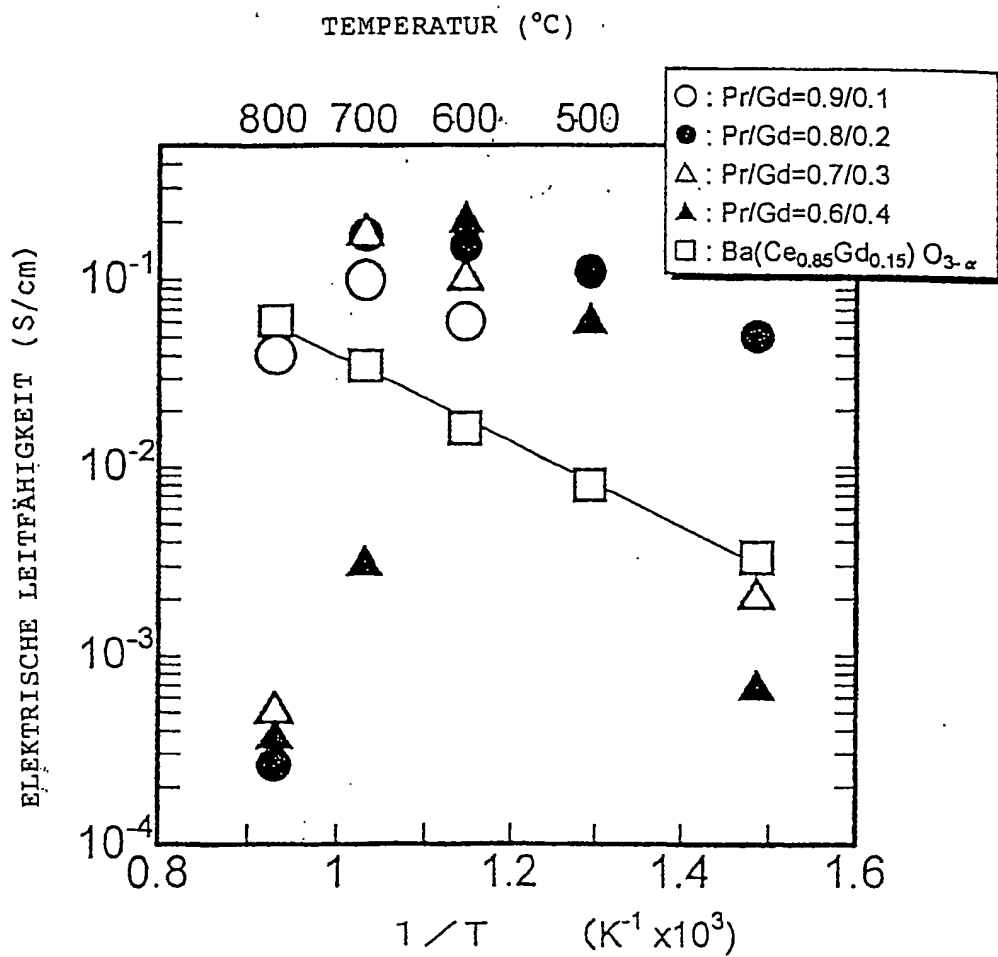 TEMPERATUR (°C)
800 700 600 500
○ : Pr/Gd=0.9/0.1
● : Pr/Gd=0.8/0.2
△ : Pr/Gd=0.7/0.3
▲ : Pr/Gd=0.6/0.4
□ : Ba(Ce₀.₈₅Gd₀.₁₅) O₃₋α
ELEKTRISCHE LEITFÄHIGKEIT (S/cm)
10⁻¹
10⁻²
10⁻³
10⁻⁴
0.8 1 1.2 1.4 1.6
1/T (K⁻¹ x10³)